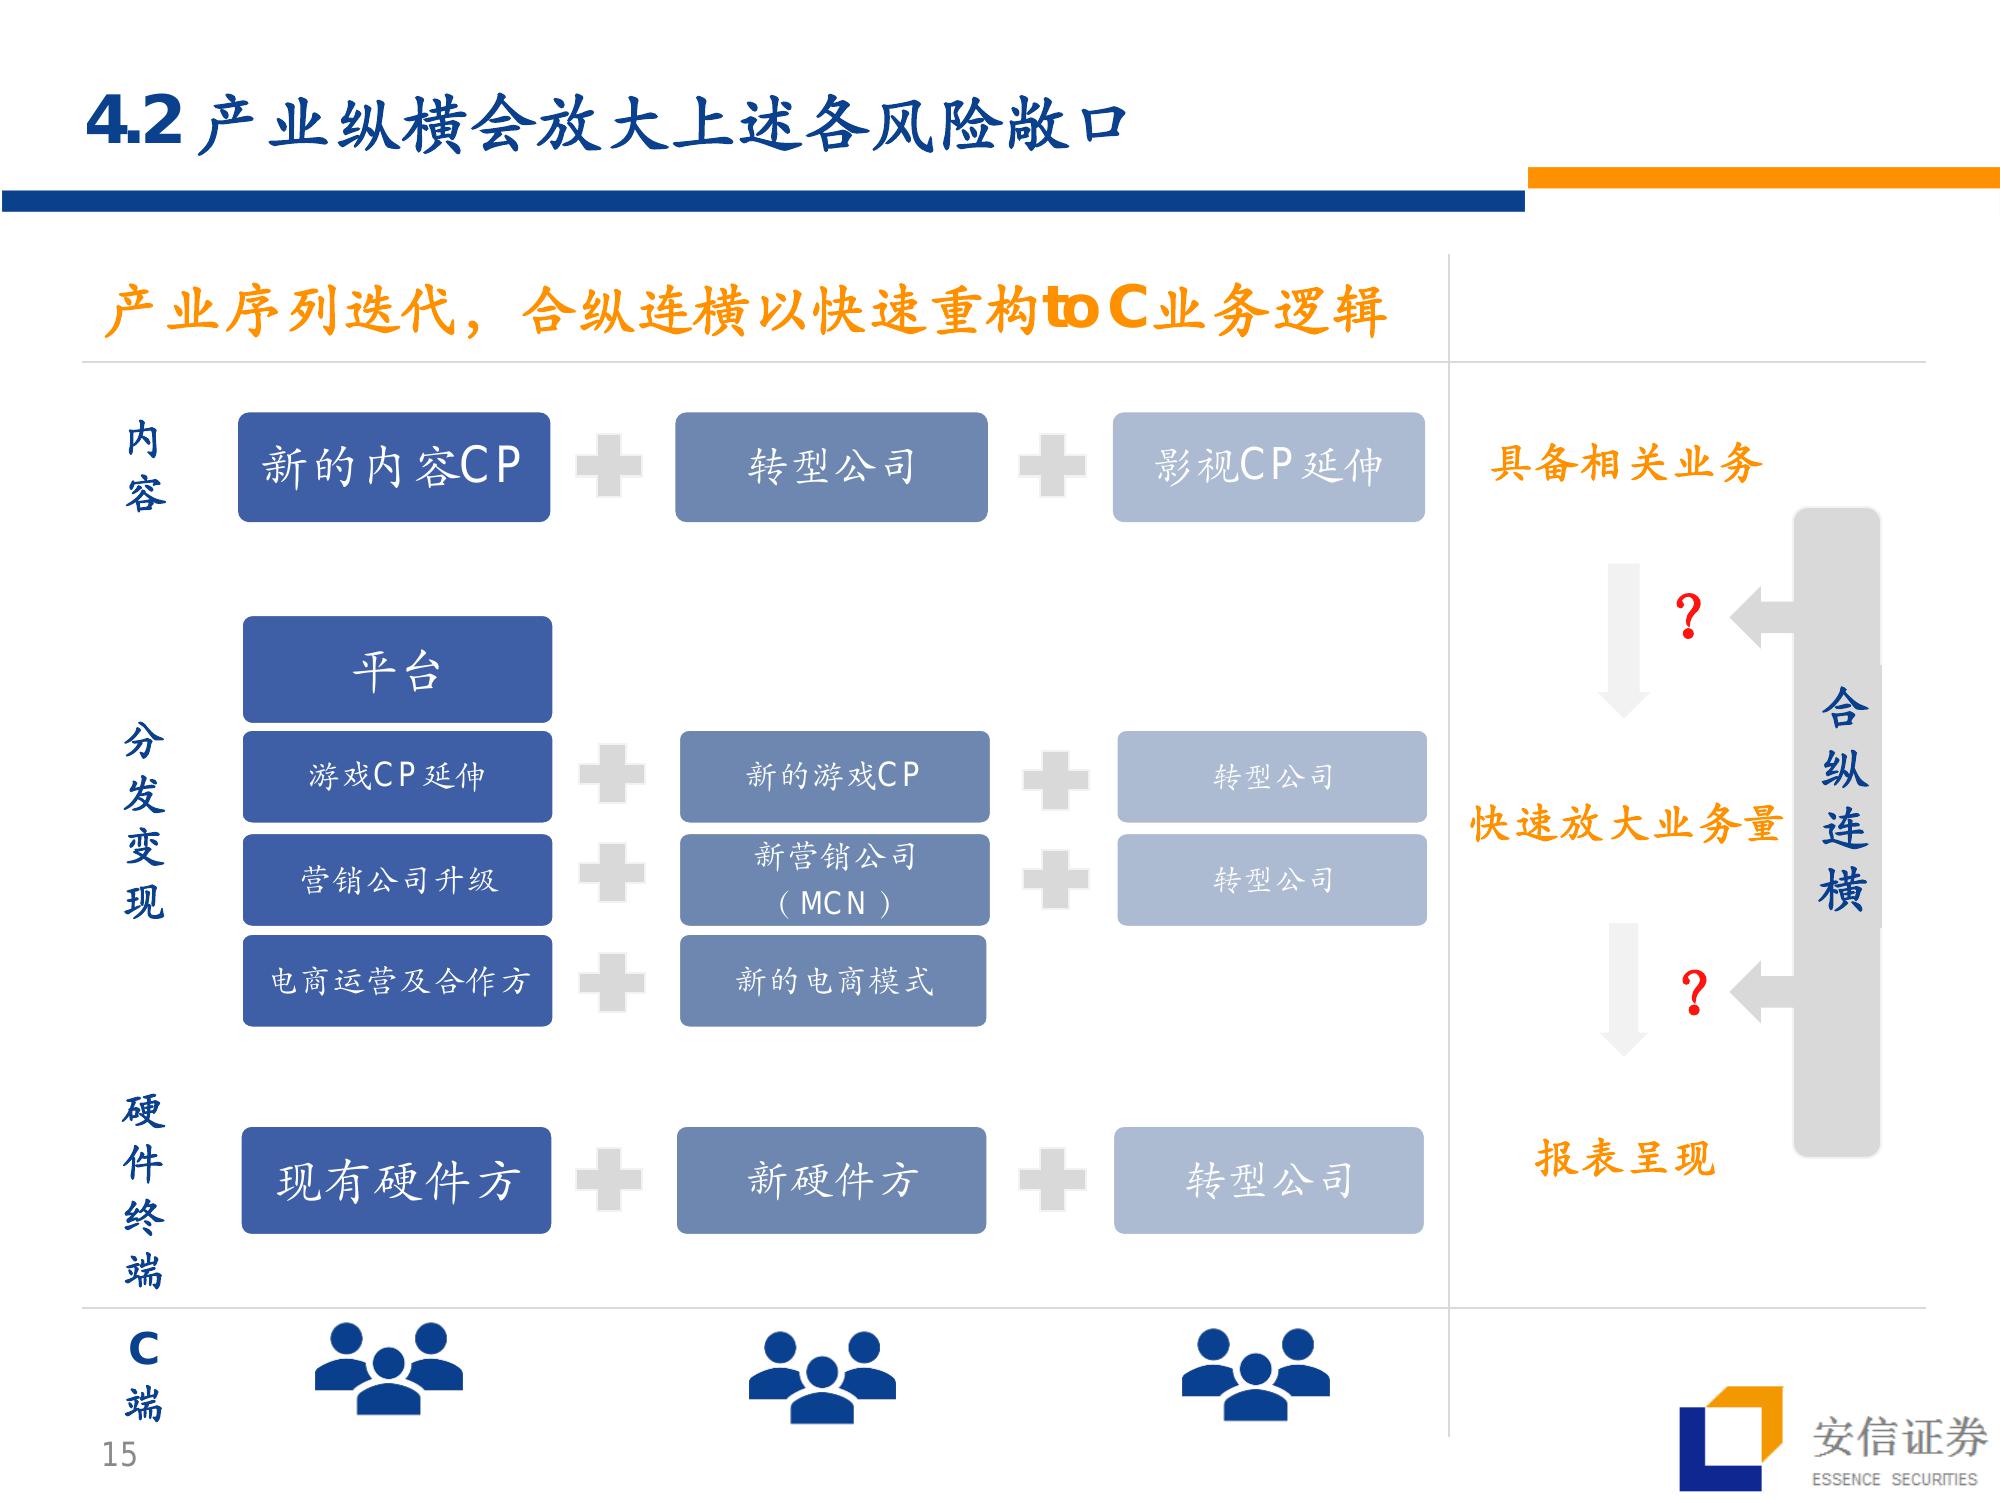 4.2产业纵横会放大上述各风险敞口
产业序列迭代，合纵连横以快速重构to C业务逻辑
内容
新的内容CP
转型公司
影视CP延伸
具备相关业务
分发变现
平台
?
游戏CP延伸
新的游戏CP
转型公司
快速放大业务量
合纵连横
营销公司升级
新营销公司
（MCN）
转型公司
电商运营及合作方
新的电商模式
?
硬件终端
现有硬件方
新硬件方
转型公司
报表呈现
C端
15
安信证券
ESSENCE SECURITIES